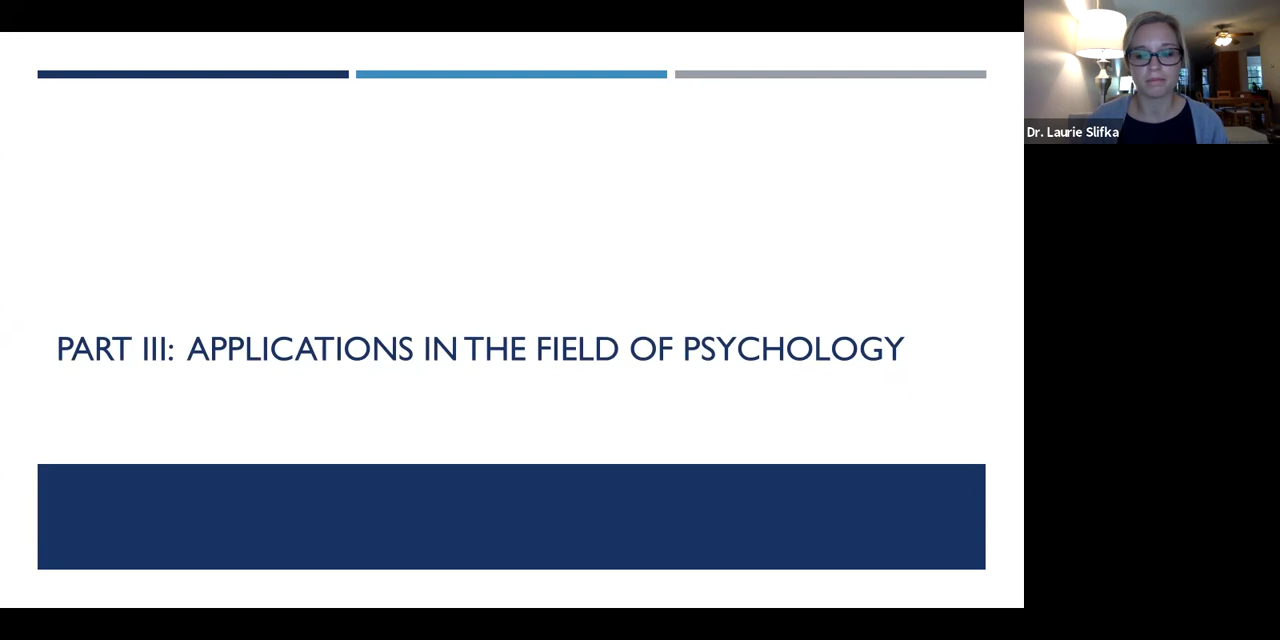 PART III: APPLICATIONS IN THE FIELD OF PSYCHOLOGY
Dr. Laurie Slifka